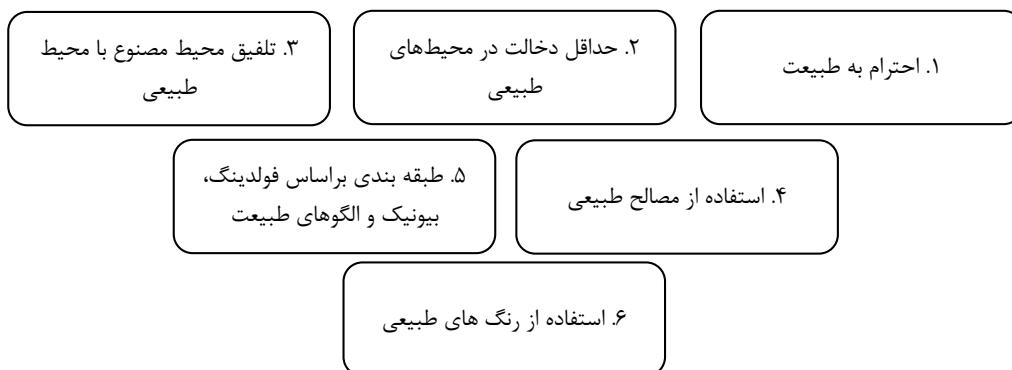 ۱. احترام به طبیعت
۲. حداقل دخالت در محیط‌های
طبیعی
۳. تلفیق محیط مصنوع با محیط
طبیعی
۴. استفاده از مصالح طبیعی
۵. طبقه بندی براساس فولدینگ،
بیونیک و الگوهای طبیعت
۶. استفاده از رنگ های طبیعی